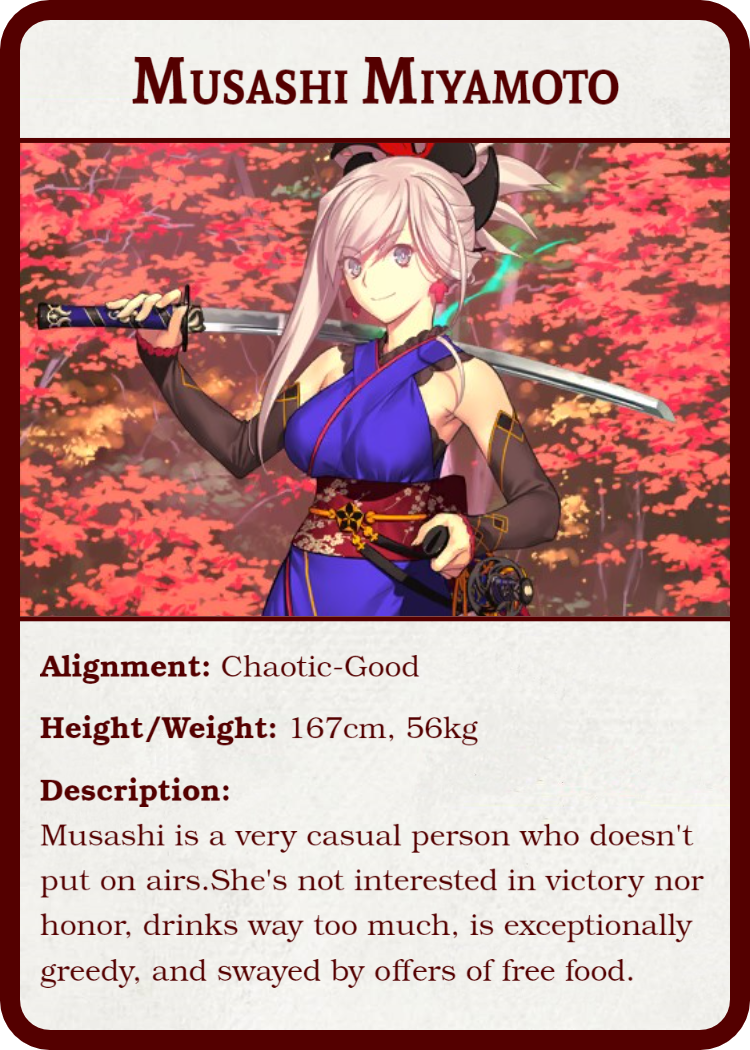 Musashi Miyamoto
Alignment: Chaotic-Good
Height/Weight: 167cm, 56kg
Description:
Musashi is a very casual person who doesn't
put on airs.She's not interested in victory nor
honor, drinks way too much, is exceptionally
greedy, and swayed by offers of free food.